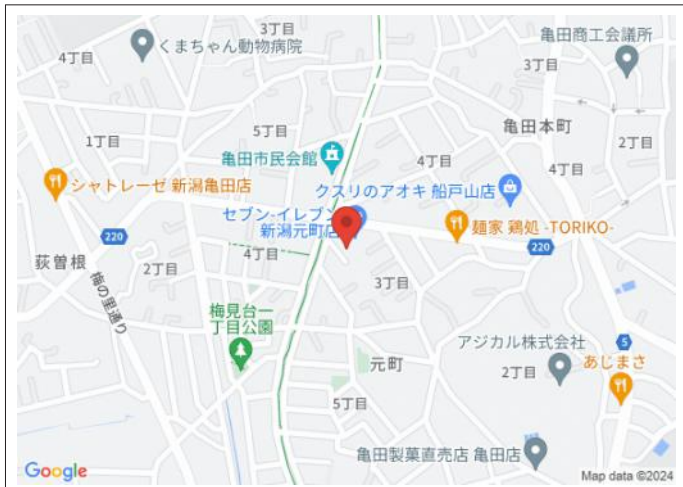 3丁目
くまちゃん動物病院
4丁目
亀田商工会議所
3丁目
1丁目
5丁目
亀田市民会館
亀田本町
2丁目
4丁目
4丁目
シャトレーゼ 新潟亀田店
クスリのアオキ 船戸山店
セブン-イレブン
新潟元町店
麺家 鶏処 -TORIKO-
220
220
荻曽根
梅の里通り
2丁目
4丁目
3丁目
梅見台一
丁目公園
アジカル株式会社
5
元町
2丁目
あじまさ
5丁目
亀田製菓直売店 亀田店
Google
Map data ©2024